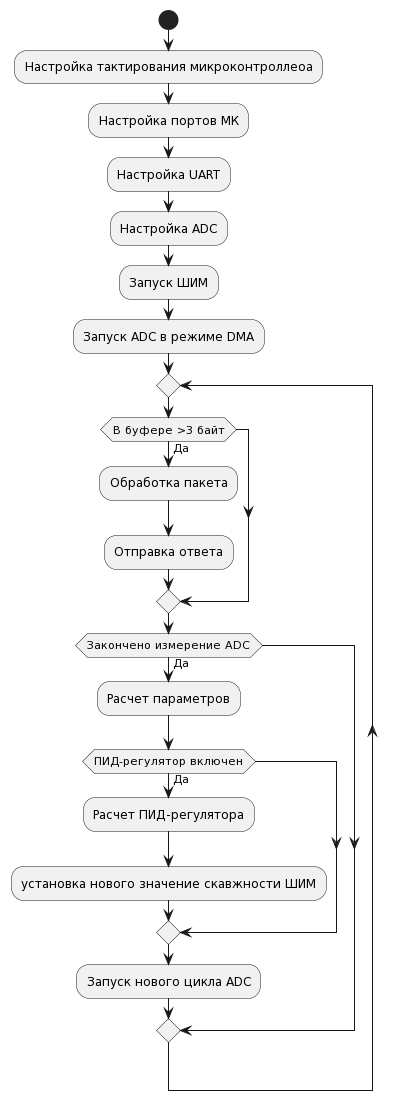 Настройка тактирования микроконтроллеоа
Настройка портов МК
Настройка UART
Настройка ADC
Запуск ШИМ
Запуск ADC в режиме DMA
В буфере >3 байт
Да
Обработка пакета
Отправка ответа
Закончено измерение ADC
Да
Расчет параметров
ПИД-регулятор включен
Да
Расчет ПИД-регулятора
установка нового значение скавжности ШИМ
Запуск нового цикла ADC